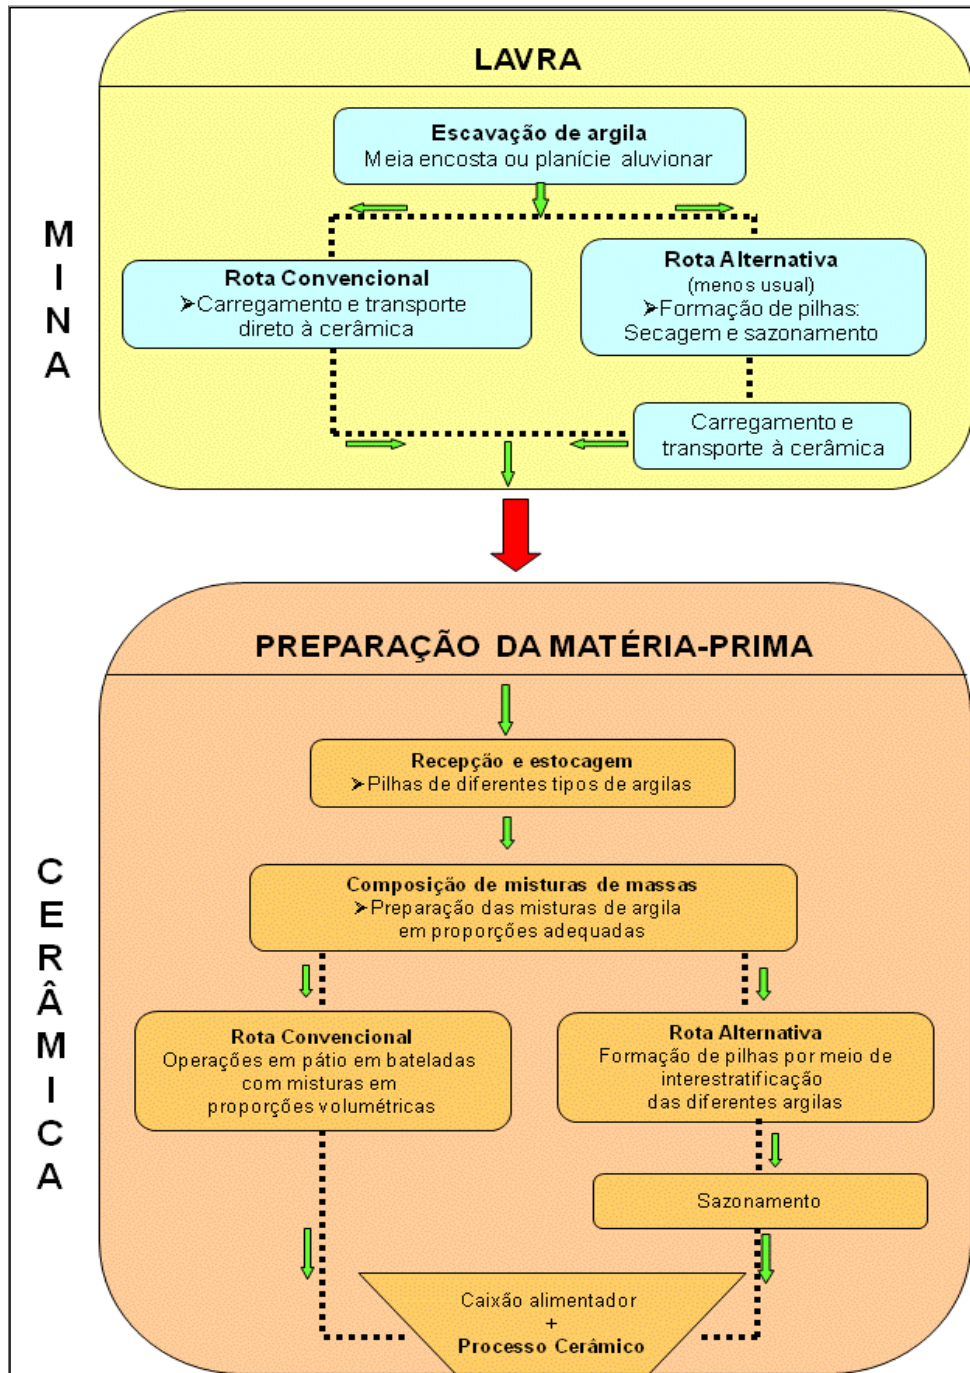 LAVRA
Escavação de argila
Meia encosta ou planície aluvionar
MINA
Rota Convencional
➤Carregamento e transporte
direto à cerâmica
Rota Alternativa
(menos usual)
➤Formação de pilhas:
Secagem e sazonamento
Carregamento e
transporte à cerâmica
PREPARAÇÃO DA MATÉRIA-PRIMA
Recepção e estocagem
➤Pilhas de diferentes tipos de argilas
CERÂMICA
Composição de misturas de massas
➤Preparação das misturas de argila
em proporções adequadas
Rota Convencional
Operações em pátio em bateladas
com misturas em
proporções volumétricas
Rota Alternativa
Formação de pilhas por meio de
interestratificação
das diferentes argilas
Sazonamento
Caixão alimentador
+
Processo Cerâmico